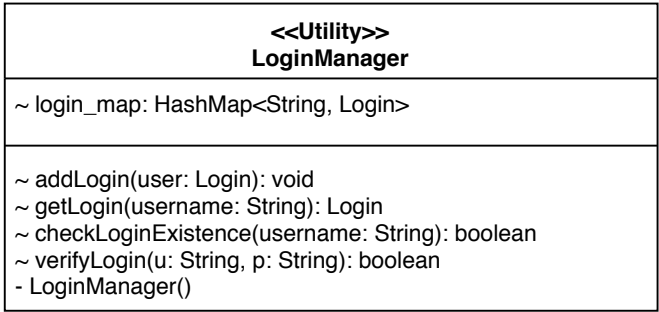 <<Utility>>
LoginManager
~ login_map: HashMap<String, Login>
~ addLogin(user: Login): void
~ getLogin(username: String): Login
~ checkLoginExistence(username: String): boolean
~ verifyLogin(u: String, p: String): boolean
- LoginManager()